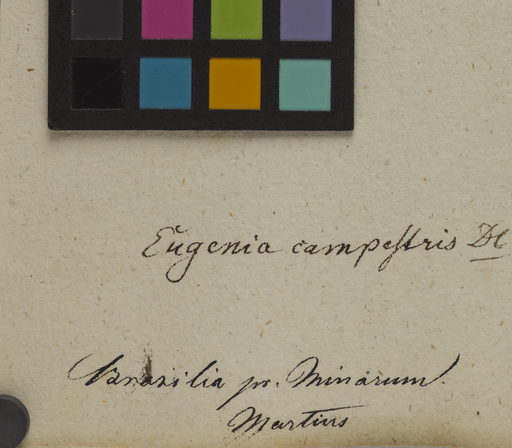 Eugenia campeſtris DC
Brasilia pr. Minarum.
Martius